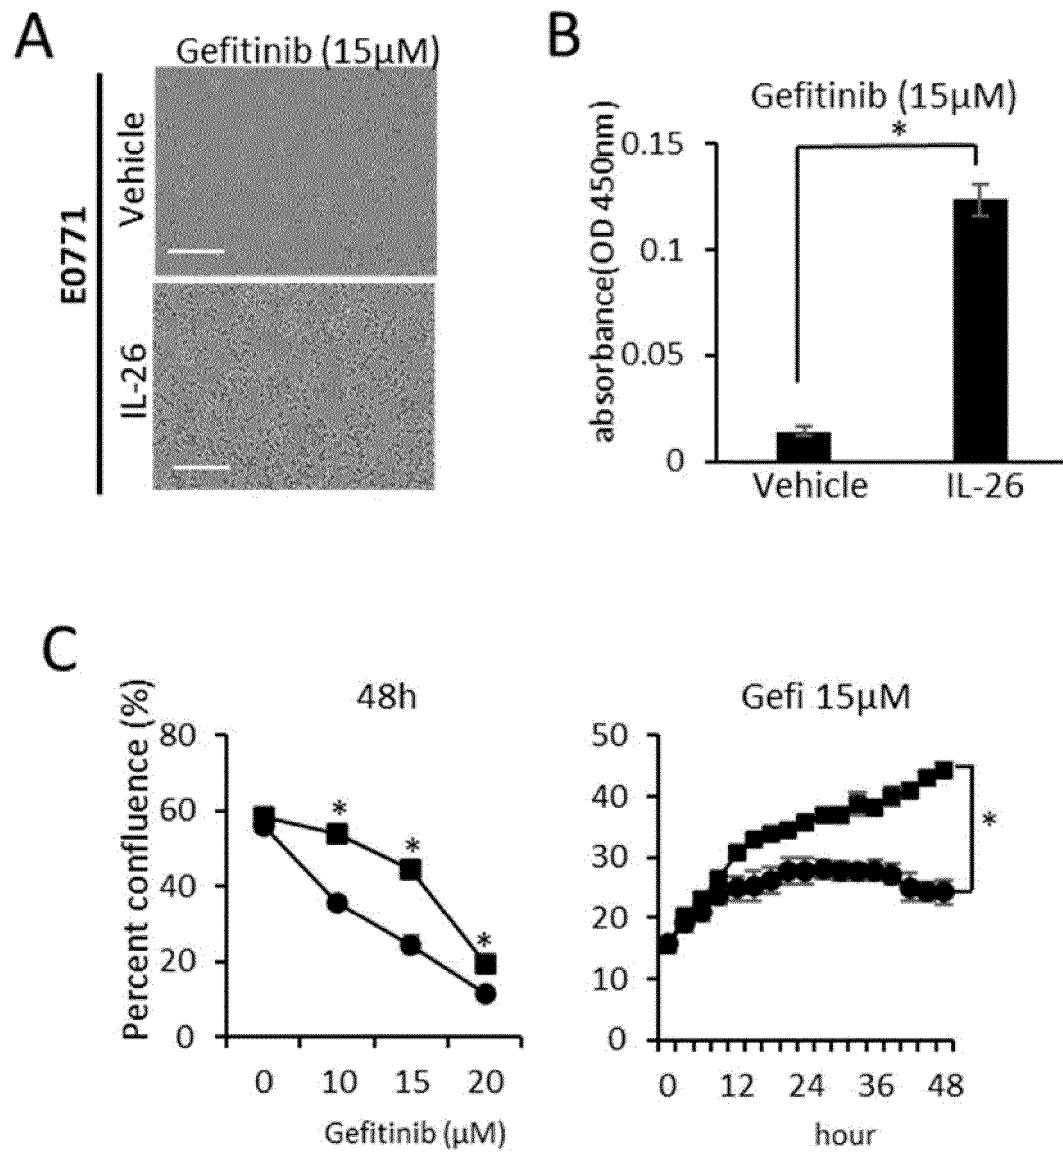 A
Gefitinib (15µM)
E0771
Vehicle
IL-26
B
Gefitinib (15µM)
*
absorbance(OD 450nm)
0.15
0.1
0.05
0
Vehicle
IL-26
C
48h
Percent confluence (%)
80
60
40
20
0
*
*
*
0 10 15 20
Gefitinib (µM)
Gefi 15µM
50
40
30
20
10
0
*
0 12 24 36 48
hour